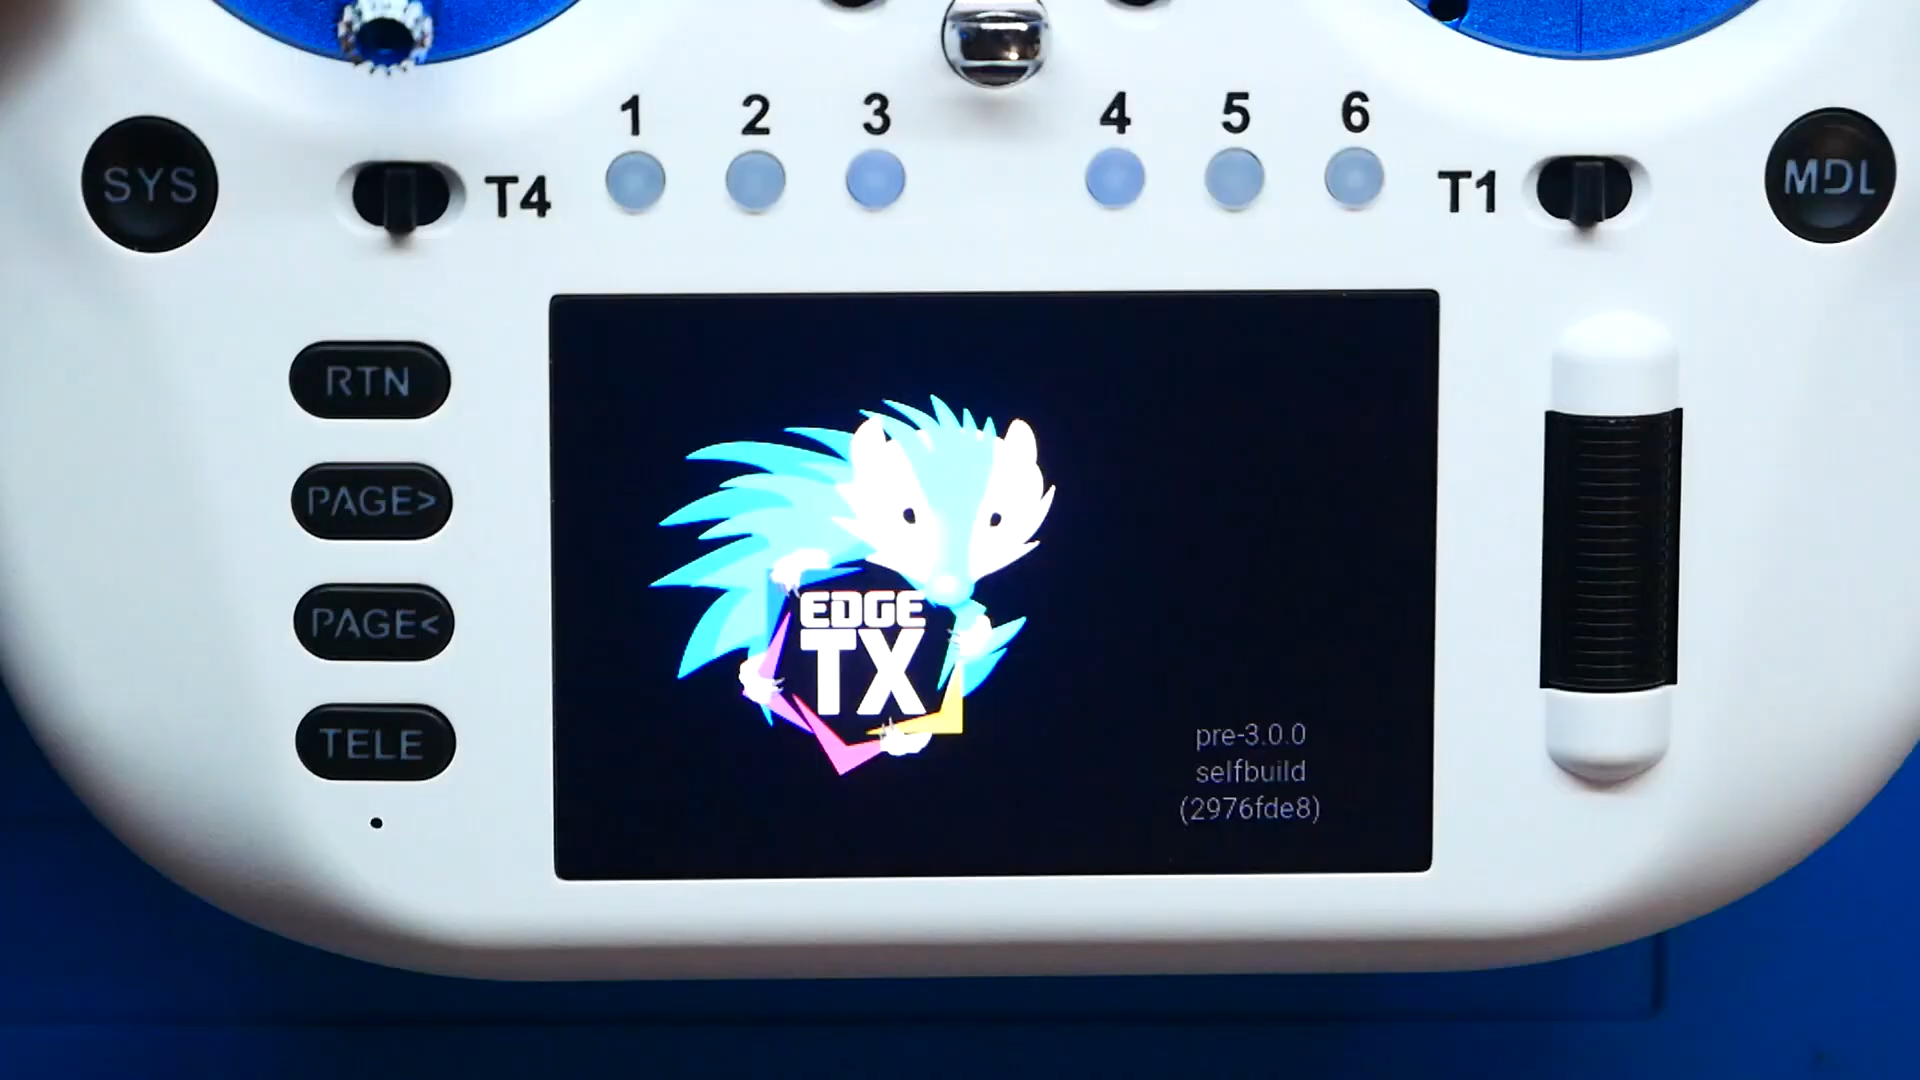 1 2 3 4 5 6
SYS
T4
T1
MDL
RTN
PAGE>
PAGE<
TELE
EDGE
TX
pre-3.0.0
selfbuild
(2976fde8)